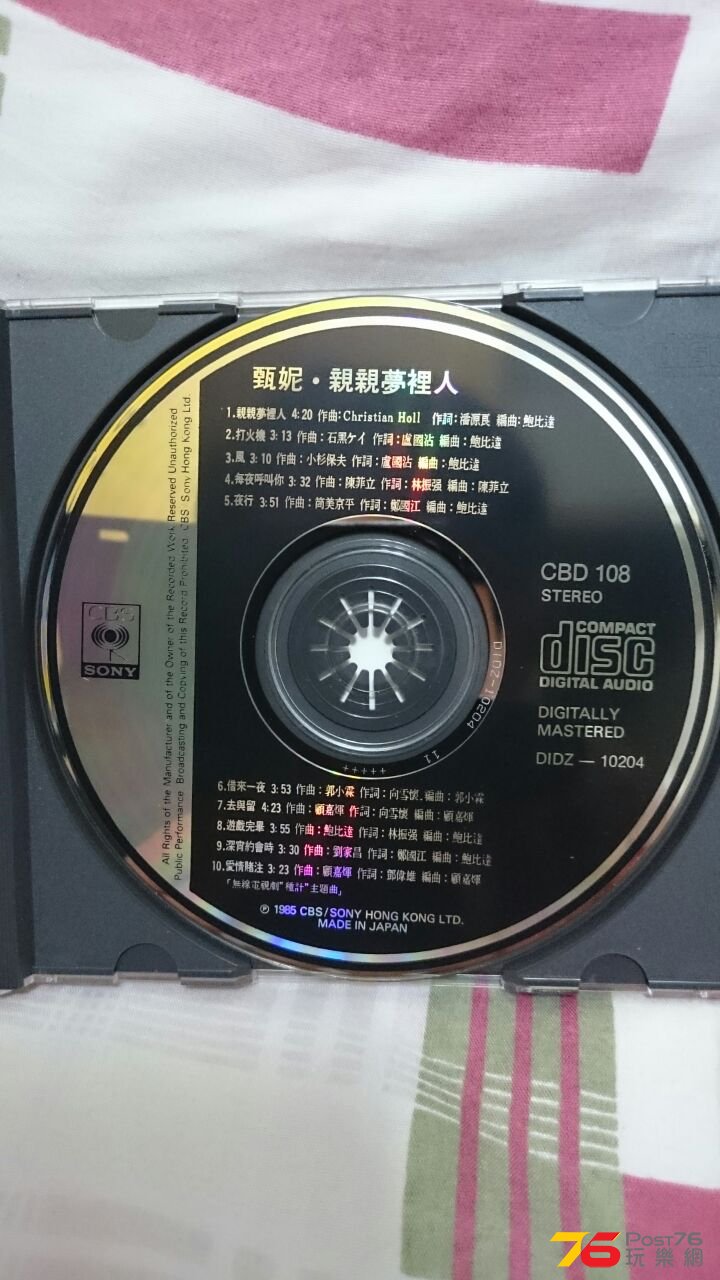 甄妮・親親夢裡人
1.親親夢裡人 4:20 作曲:Christian Holl 作詞:潘源良 編曲:鮑比達
2.打火機 3:13 作曲:石黑ケイ 作詞:盧國沾 編曲:鮑比達
3.風 3:10 作曲:小杉保夫 作詞:盧國沾 編曲:鮑比達
4.每夜呼叫你 3:32 作曲:陳菲立 作詞:林振强 編曲:陳菲立
5.夜行 3:51 作曲:筒美京平 作詞:鄭國江 編曲:鮑比達
All Rights of the Manufacturer and of the Owner of the Recorded Work Reserved Unauthorized
Public Performance Broadcasting and Copying of this Record Prohibited CBS Sony Hong Kong Ltd.
CBS
SONY
CBD 108
STEREO
COMPACT
disc
DIGITAL AUDIO
DIGITALLY
MASTERED
DIDZ — 10204
DIDZ-10204 11 +++++
6.借來一夜 3:53 作曲:郭小霖 作詞:向雪懷 編曲:郭小霖
7.去與留 4:23 作曲:顧嘉煇 作詞:向雪懷 編曲:顧嘉煇
8.遊戲完畢 3:55 作曲:鮑比達 作詞:林振强 編曲:鮑比達
9.深宵約會時 3:30 作曲:劉家昌 作詞:鄭國江 編曲:鮑比達
10.愛情賭注 3:23 作曲:顧嘉煇 作詞:鄧偉雄 編曲:顧嘉煇
「無線電視劇"種計"主題曲」
℗ 1985 CBS/SONY HONG KONG LTD.
MADE IN JAPAN
76 POST76
玩樂網